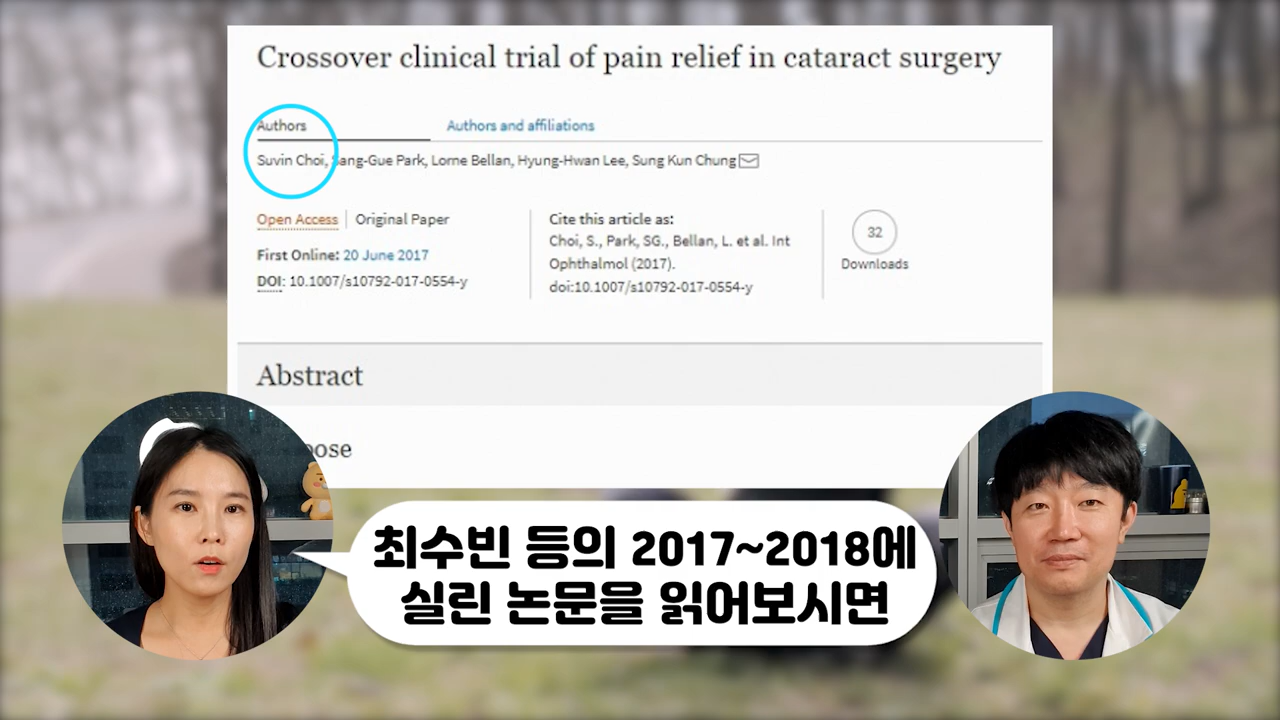 Crossover clinical trial of pain relief in cataract surgery
Authors
Authors and affiliations
Suvin Choi, Sang-Gue Park, Lorne Bellan, Hyung-Hwan Lee, Sung Kun Chung
Open Access
Original Paper
First Online: 20 June 2017
DOI: 10.1007/s10792-017-0554-y
Cite this article as:
Choi, S., Park, SG., Bellan, L. et al. Int
Ophthalmol (2017).
doi:10.1007/s10792-017-0554-y
32
Downloads
Abstract
최수빈 등의 2017~2018에
실린 논문을 읽어보시면